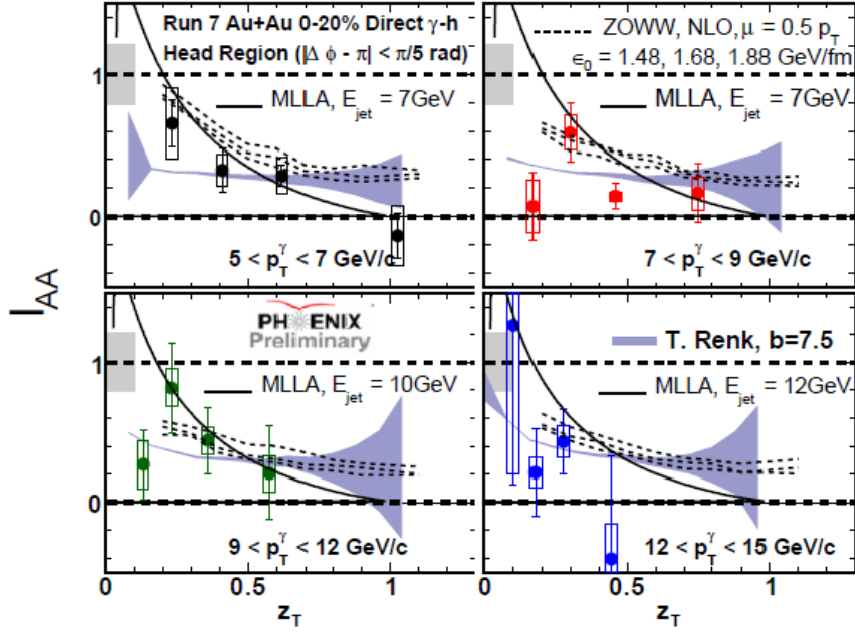 Run 7 Au+Au 0-20% Direct γ-h
Head Region (|Δ ϕ - π| < π/5 rad)
MLLA, E_jet = 7GeV
5 < p_T^γ < 7 GeV/c
ZOWW, NLO, μ = 0.5 p_T
ε_0 = 1.48, 1.68, 1.88 GeV/fm
MLLA, E_jet = 7GeV
7 < p_T^γ < 9 GeV/c
1
0
I_AA
PHENIX
Preliminary
MLLA, E_jet = 10GeV
9 < p_T^γ < 12 GeV/c
T. Renk, b=7.5
MLLA, E_jet = 12GeV
12 < p_T^γ < 15 GeV/c
1
0
0 0.5 1 0 0.5 1
z_T z_T